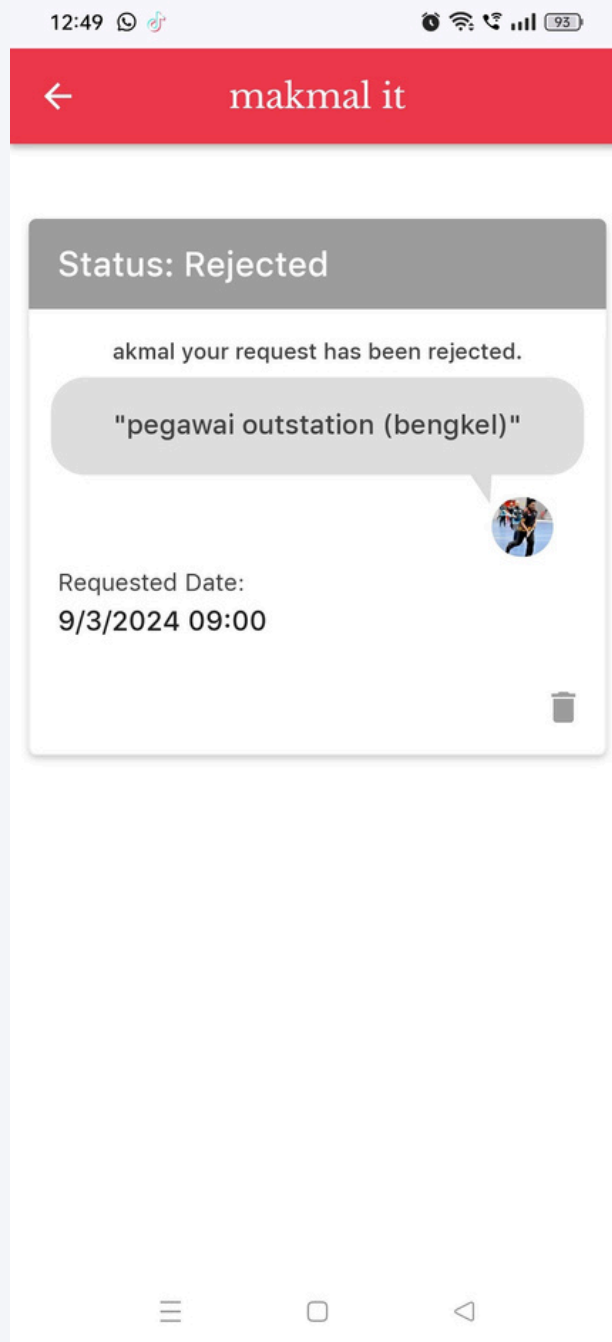 12:49
93
makmal it
Status: Rejected
akmal your request has been rejected.
"pegawai outstation (bengkel)"
Requested Date:
9/3/2024 09:00